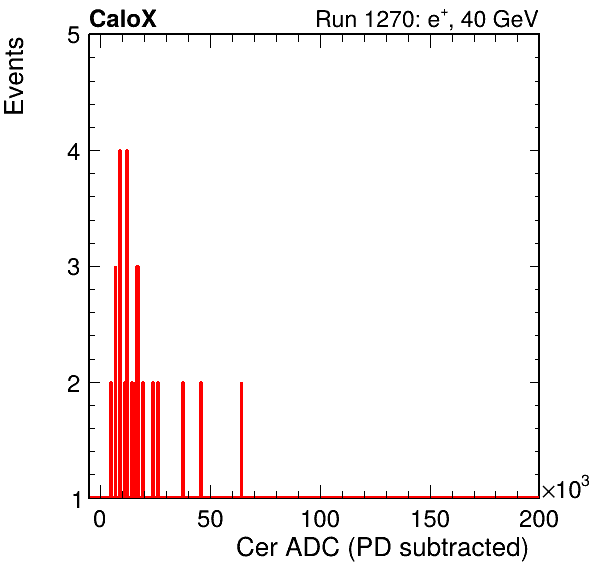 CaloX Run 1270: e⁺, 40 GeV
Events
5
4
3
2
1
0 50 100 150 200
×10³
Cer ADC (PD subtracted)